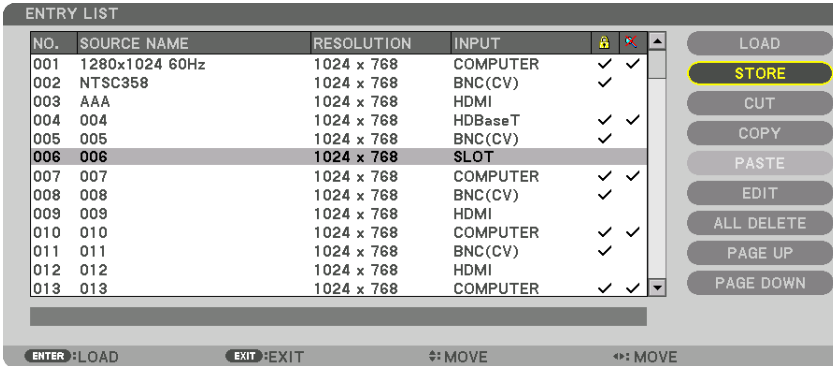 ENTRY LIST
NO. SOURCE NAME RESOLUTION INPUT
001 1280x1024 60Hz 1024 x 768 COMPUTER ✓ ✓
002 NTSC358 1024 x 768 BNC(CV) ✓
003 AAA 1024 x 768 HDMI
004 004 1024 x 768 HDBaseT ✓ ✓
005 005 1024 x 768 BNC(CV) ✓
006 006 1024 x 768 SLOT
007 007 1024 x 768 COMPUTER ✓ ✓
008 008 1024 x 768 BNC(CV) ✓
009 009 1024 x 768 HDMI
010 010 1024 x 768 COMPUTER ✓ ✓
011 011 1024 x 768 BNC(CV) ✓
012 012 1024 x 768 HDMI
013 013 1024 x 768 COMPUTER ✓ ✓
LOAD
STORE
CUT
COPY
PASTE
EDIT
ALL DELETE
PAGE UP
PAGE DOWN
ENTER :LOAD EXIT :EXIT :MOVE :MOVE